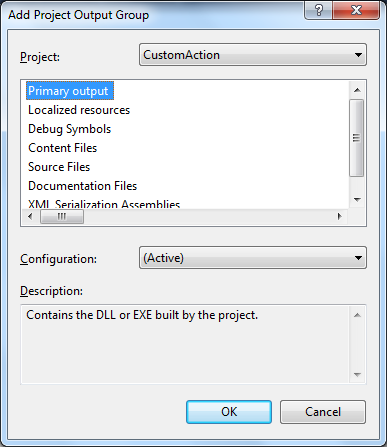 Add Project Output Group
Project:
CustomAction
Primary output
Localized resources
Debug Symbols
Content Files
Source Files
Documentation Files
XML Serialization Assemblies
Configuration:
(Active)
Description:
Contains the DLL or EXE built by the project.
OK
Cancel